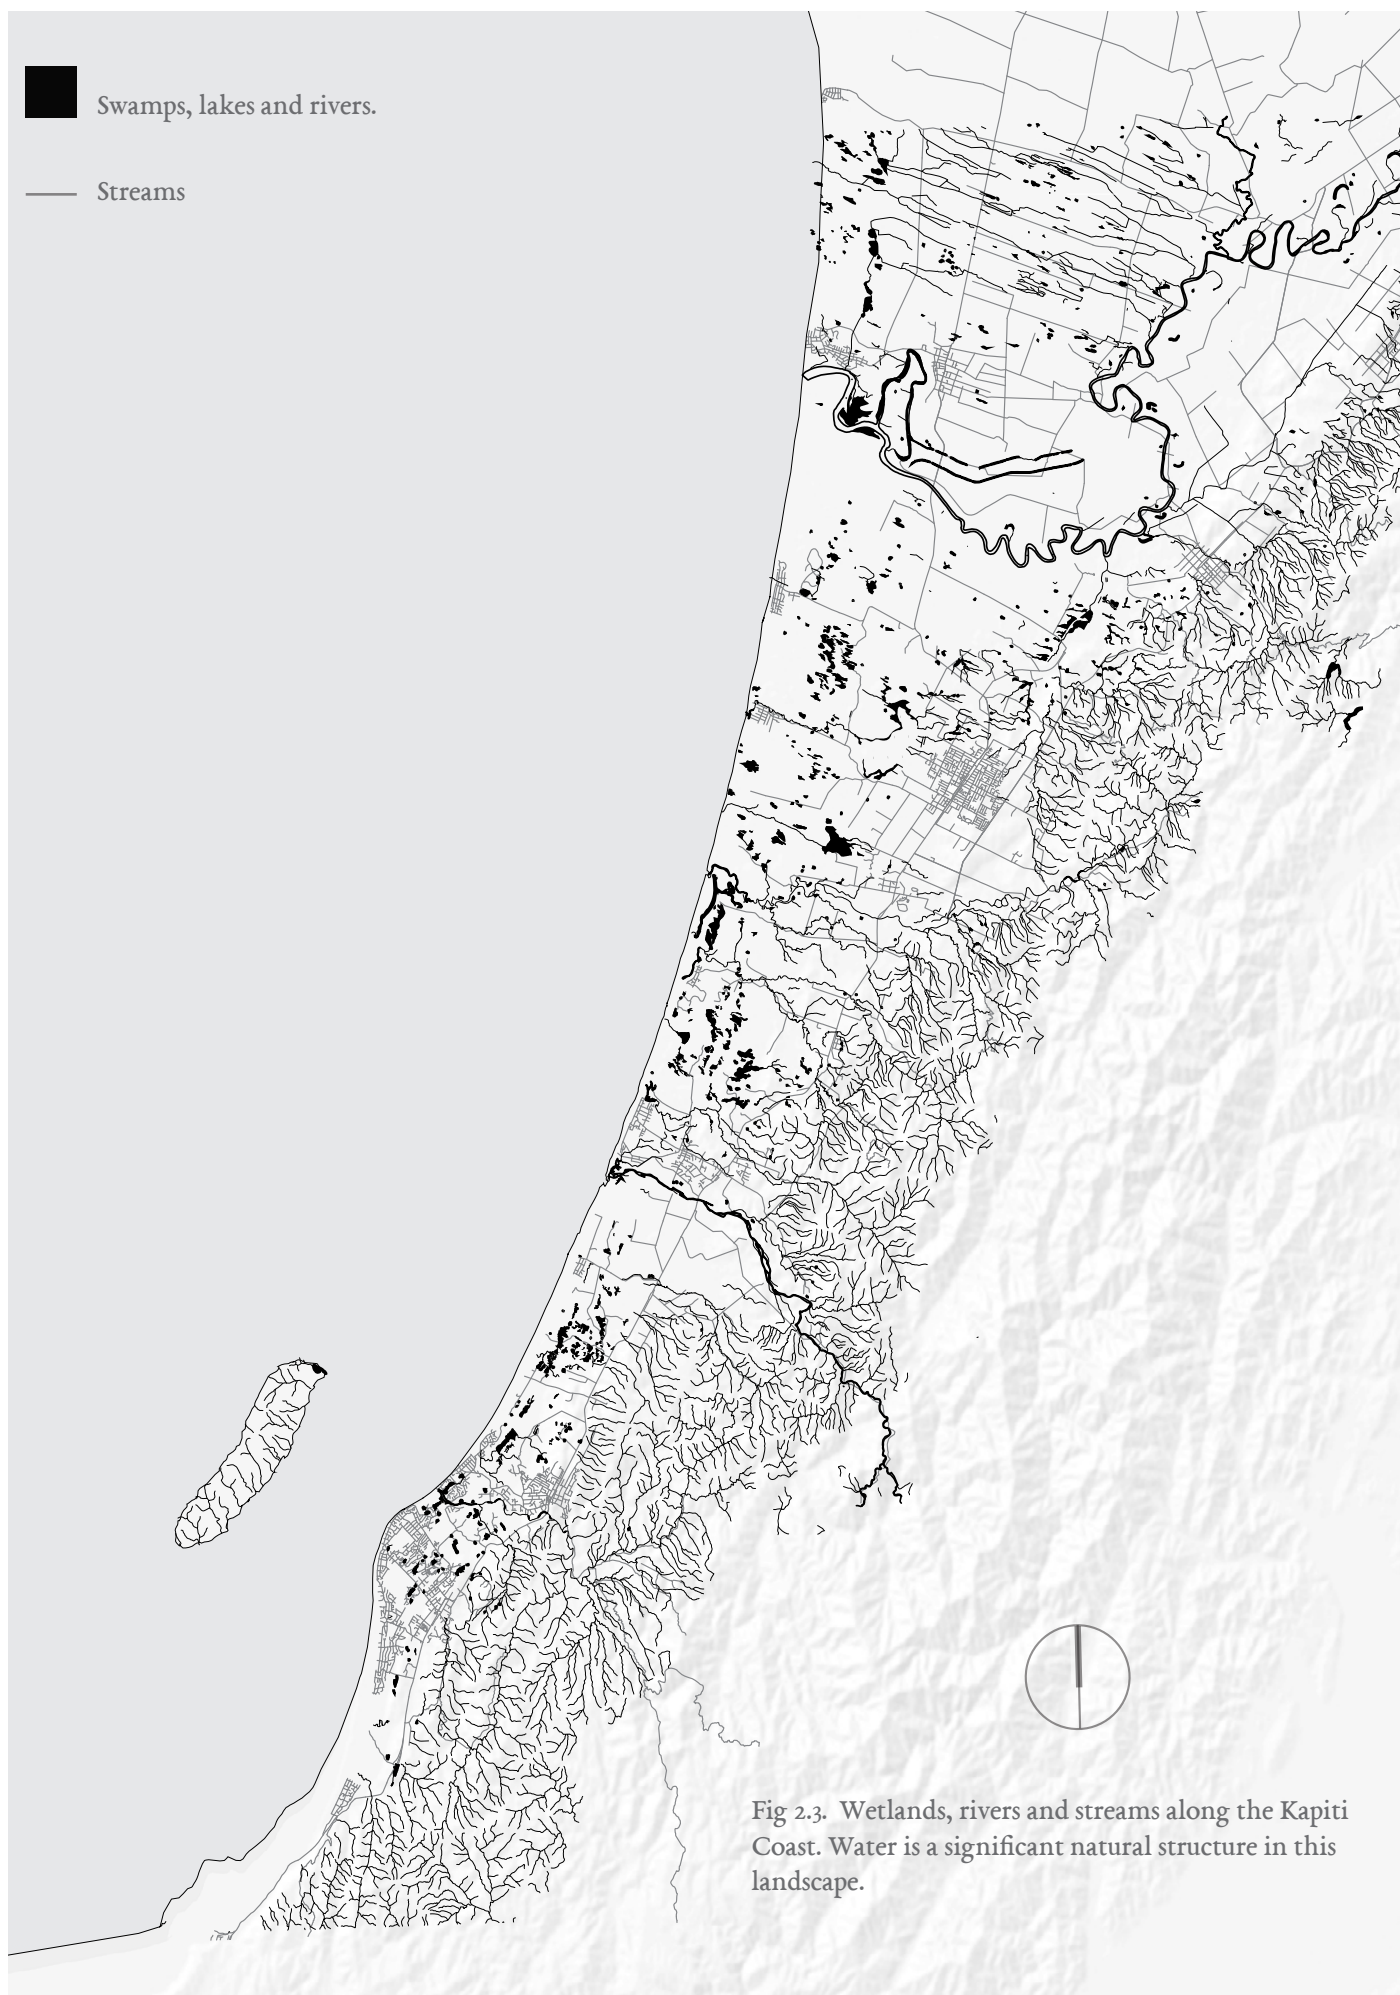 Swamps, lakes and rivers.
Streams
Fig 2.3. Wetlands, rivers and streams along the Kapiti
Coast. Water is a significant natural structure in this
landscape.